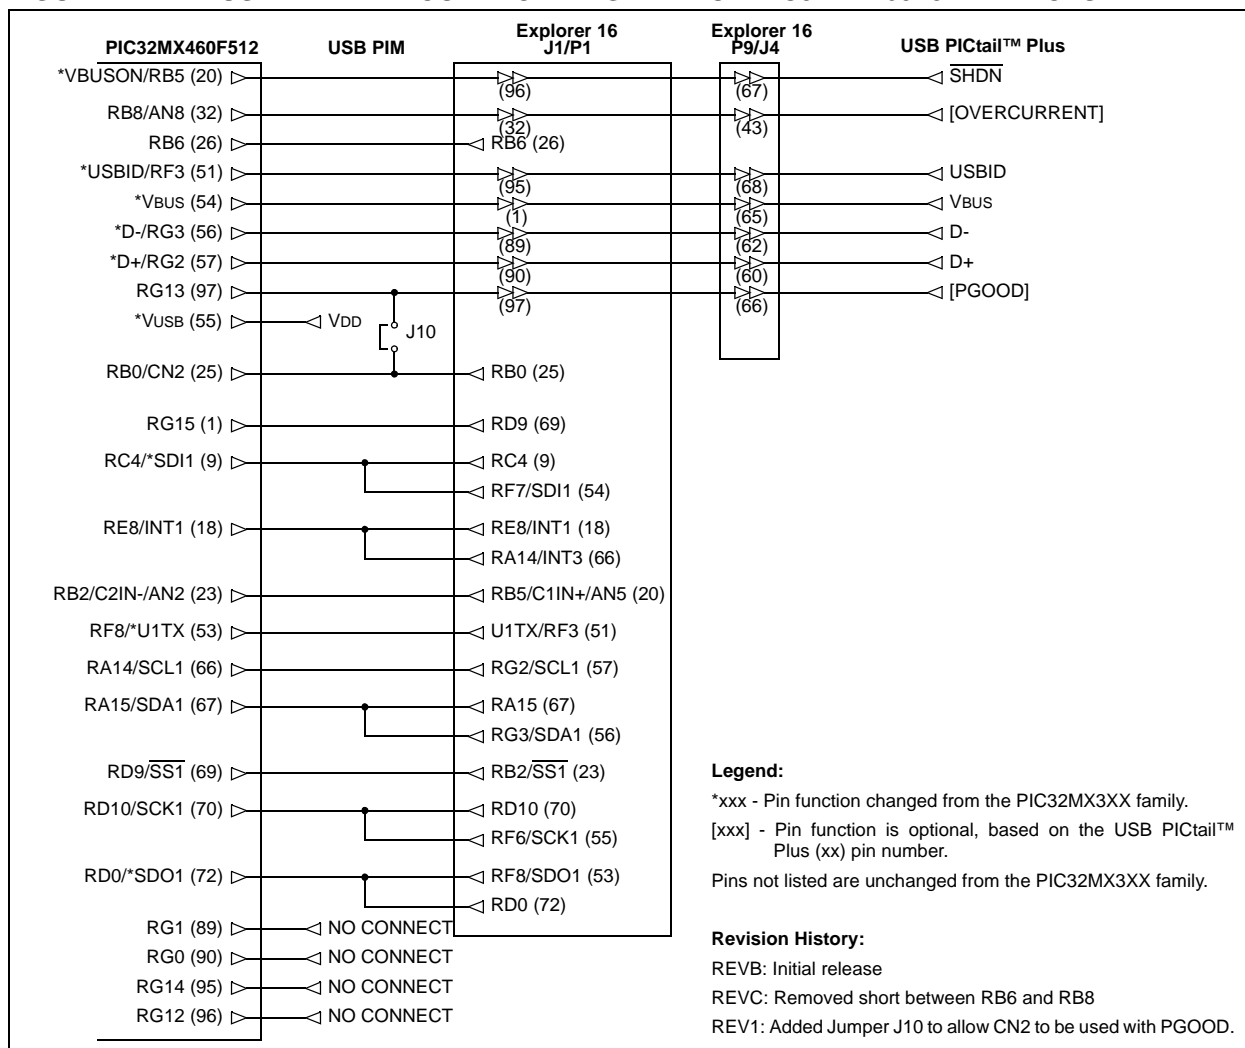 PIC32MX460F512 USB PIM Explorer 16 J1/P1 Explorer 16 P9/J4 USB PICtail™ Plus
*VBUSON/RB5 (20) (96) (67) SHDN
RB8/AN8 (32) (32) (43) [OVERCURRENT]
RB6 (26) RB6 (26)
*USBID/RF3 (51) (95) (68) USBID
*VBUS (54) (1) (65) VBUS
*D-/RG3 (56) (89) (62) D-
*D+/RG2 (57) (90) (60) D+
RG13 (97) (97) (66) [PGOOD]
*VUSB (55) VDD
J10
RB0/CN2 (25) RB0 (25)
RG15 (1) RD9 (69)
RC4/*SDI1 (9) RC4 (9)
RF7/SDI1 (54)
RE8/INT1 (18) RE8/INT1 (18)
RA14/INT3 (66)
RB2/C2IN-/AN2 (23) RB5/C1IN+/AN5 (20)
RF8/*U1TX (53) U1TX/RF3 (51)
RA14/SCL1 (66) RG2/SCL1 (57)
RA15/SDA1 (67) RA15 (67)
RG3/SDA1 (56)
RD9/SS1 (69) RB2/SS1 (23)
RD10/SCK1 (70) RD10 (70)
RF6/SCK1 (55)
RD0/*SDO1 (72) RF8/SDO1 (53)
RD0 (72)
RG1 (89) NO CONNECT
RG0 (90) NO CONNECT
RG14 (95) NO CONNECT
RG12 (96) NO CONNECT
Legend:
*xxx - Pin function changed from the PIC32MX3XX family.
[xxx] - Pin function is optional, based on the USB PICtail™
Plus (xx) pin number.
Pins not listed are unchanged from the PIC32MX3XX family.
Revision History:
REVB: Initial release
REVC: Removed short between RB6 and RB8
REV1: Added Jumper J10 to allow CN2 to be used with PGOOD.